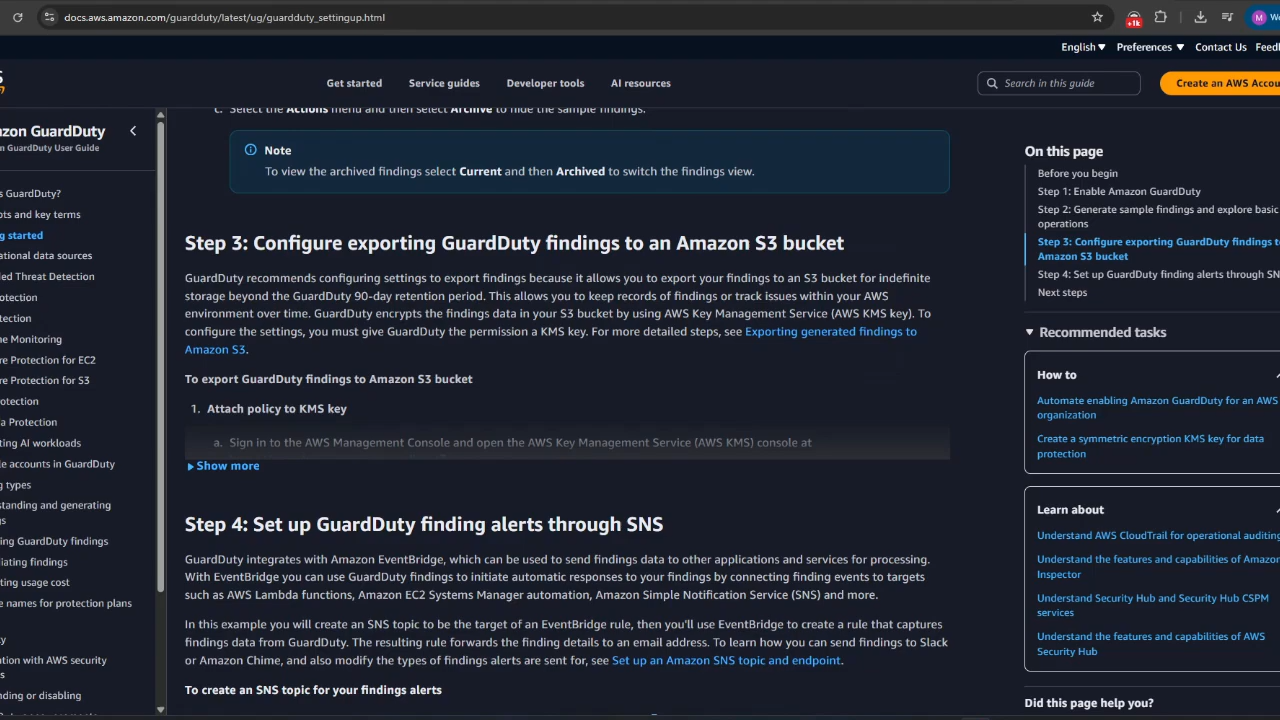 docs.aws.amazon.com/guardduty/latest/ug/guardduty_settingup.html
+1k
M
English Preferences Contact Us
Get started Service guides Developer tools AI resources
Search in this guide
Create an AWS
GuardDuty
GuardDuty User Guide
GuardDuty?
and key terms
started
data sources
Threat Detection
Monitoring
Protection for EC2
Protection for S3
Protection
AI workloads
accounts in GuardDuty
types
and generating
GuardDuty findings
findings
usage cost
names for protection plans
with AWS security
or disabling
c. Select the Actions menu and then select Archive to hide the sample findings.
Note
To view the archived findings select Current and then Archived to switch the findings view.
Step 3: Configure exporting GuardDuty findings to an Amazon S3 bucket
GuardDuty recommends configuring settings to export findings because it allows you to export your findings to an S3 bucket for indefinite
storage beyond the GuardDuty 90-day retention period. This allows you to keep records of findings or track issues within your AWS
environment over time. GuardDuty encrypts the findings data in your S3 bucket by using AWS Key Management Service (AWS KMS key). To
configure the settings, you must give GuardDuty the permission a KMS key. For more detailed steps, see Exporting generated findings to
Amazon S3.
To export GuardDuty findings to Amazon S3 bucket
1. Attach policy to KMS key
a. Sign in to the AWS Management Console and open the AWS Key Management Service (AWS KMS) console at
Show more
Step 4: Set up GuardDuty finding alerts through SNS
GuardDuty integrates with Amazon EventBridge, which can be used to send findings data to other applications and services for processing.
With EventBridge you can use GuardDuty findings to initiate automatic responses to your findings by connecting finding events to targets
such as AWS Lambda functions, Amazon EC2 Systems Manager automation, Amazon Simple Notification Service (SNS) and more.
In this example you will create an SNS topic to be the target of an EventBridge rule, then you'll use EventBridge to create a rule that captures
findings data from GuardDuty. The resulting rule forwards the finding details to an email address. To learn how you can send findings to Slack
or Amazon Chime, and also modify the types of findings alerts are sent for, see Set up an Amazon SNS topic and endpoint.
To create an SNS topic for your findings alerts
On this page
Before you begin
Step 1: Enable Amazon GuardDuty
Step 2: Generate sample findings and explore basic
operations
Step 3: Configure exporting GuardDuty findings to
Amazon S3 bucket
Step 4: Set up GuardDuty finding alerts through
Next steps
Recommended tasks
How to
Automate enabling Amazon GuardDuty for an AWS
organization
Create a symmetric encryption KMS key for data
protection
Learn about
Understand AWS CloudTrail for operational auditing
Understand the features and capabilities of Amazon
Inspector
Understand Security Hub and Security Hub CSPM
services
Understand the features and capabilities of AWS
Security Hub
Did this page help you?